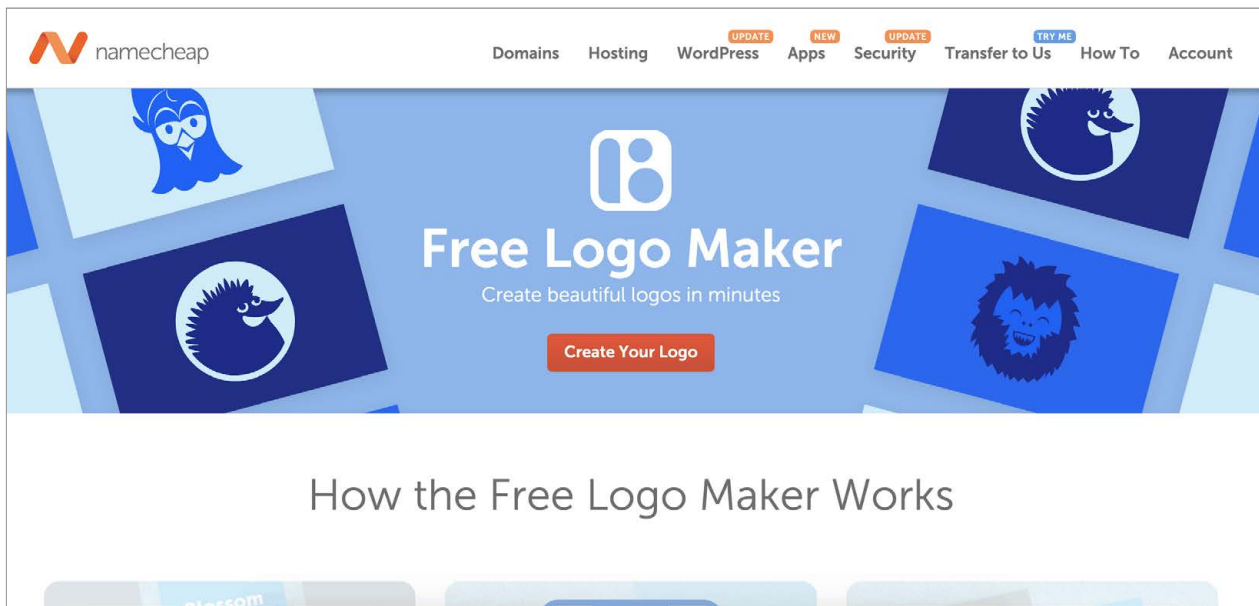 namecheap
UPDATE NEW UPDATE TRY ME
Domains Hosting WordPress Apps Security Transfer to Us How To Account
Free Logo Maker
Create beautiful logos in minutes
Create Your Logo
How the Free Logo Maker Works
Blossom